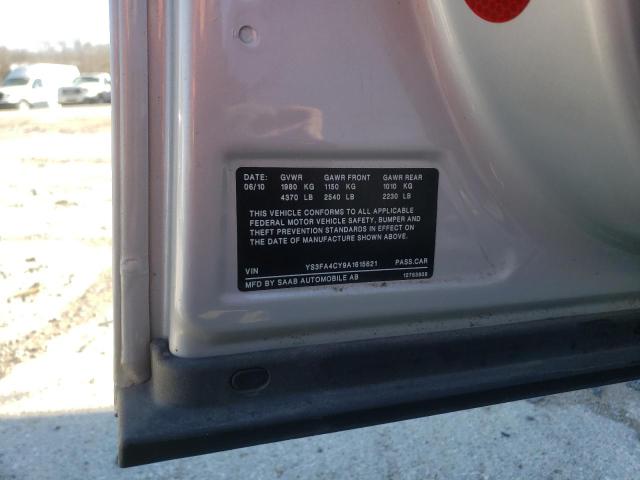 DATE: GVWR GAWR FRONT GAWR REAR
06/10 1980 KG 1150 KG 1010 KG
4370 LB 2540 LB 2230 LB
THIS VEHICLE CONFORMS TO ALL APPLICABLE
FEDERAL MOTOR VEHICLE SAFETY, BUMPER AND
THEFT PREVENTION STANDARDS IN EFFECT ON
THE DATE OF MANUFACTURE SHOWN ABOVE.
VIN YS3FA4CY9A1615621 PASS.CAR
MFD BY SAAB AUTOMOBILE AB